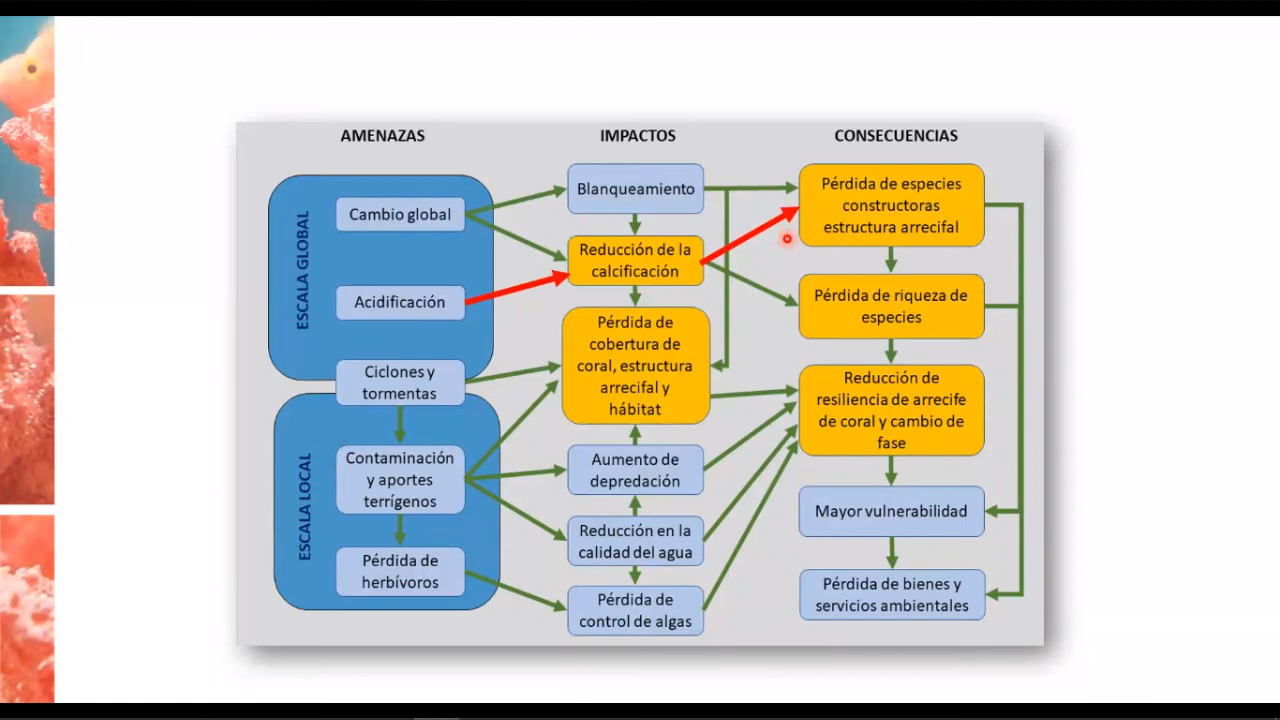 AMENAZAS
IMPACTOS
CONSECUENCIAS
ESCALA GLOBAL
Cambio global
Acidificación
Ciclones y
tormentas
ESCALA LOCAL
Contaminación
y aportes
terrígenos
Pérdida de
herbívoros
Blanqueamiento
Reducción de la
calcificación
Pérdida de
cobertura de
coral, estructura
arrecifal y
hábitat
Aumento de
depredación
Reducción en la
calidad del agua
Pérdida de
control de algas
Pérdida de especies
constructoras
estructura arrecifal
Pérdida de riqueza de
especies
Reducción de
resiliencia de arrecife
de coral y cambio de
fase
Mayor vulnerabilidad
Pérdida de bienes y
servicios ambientales